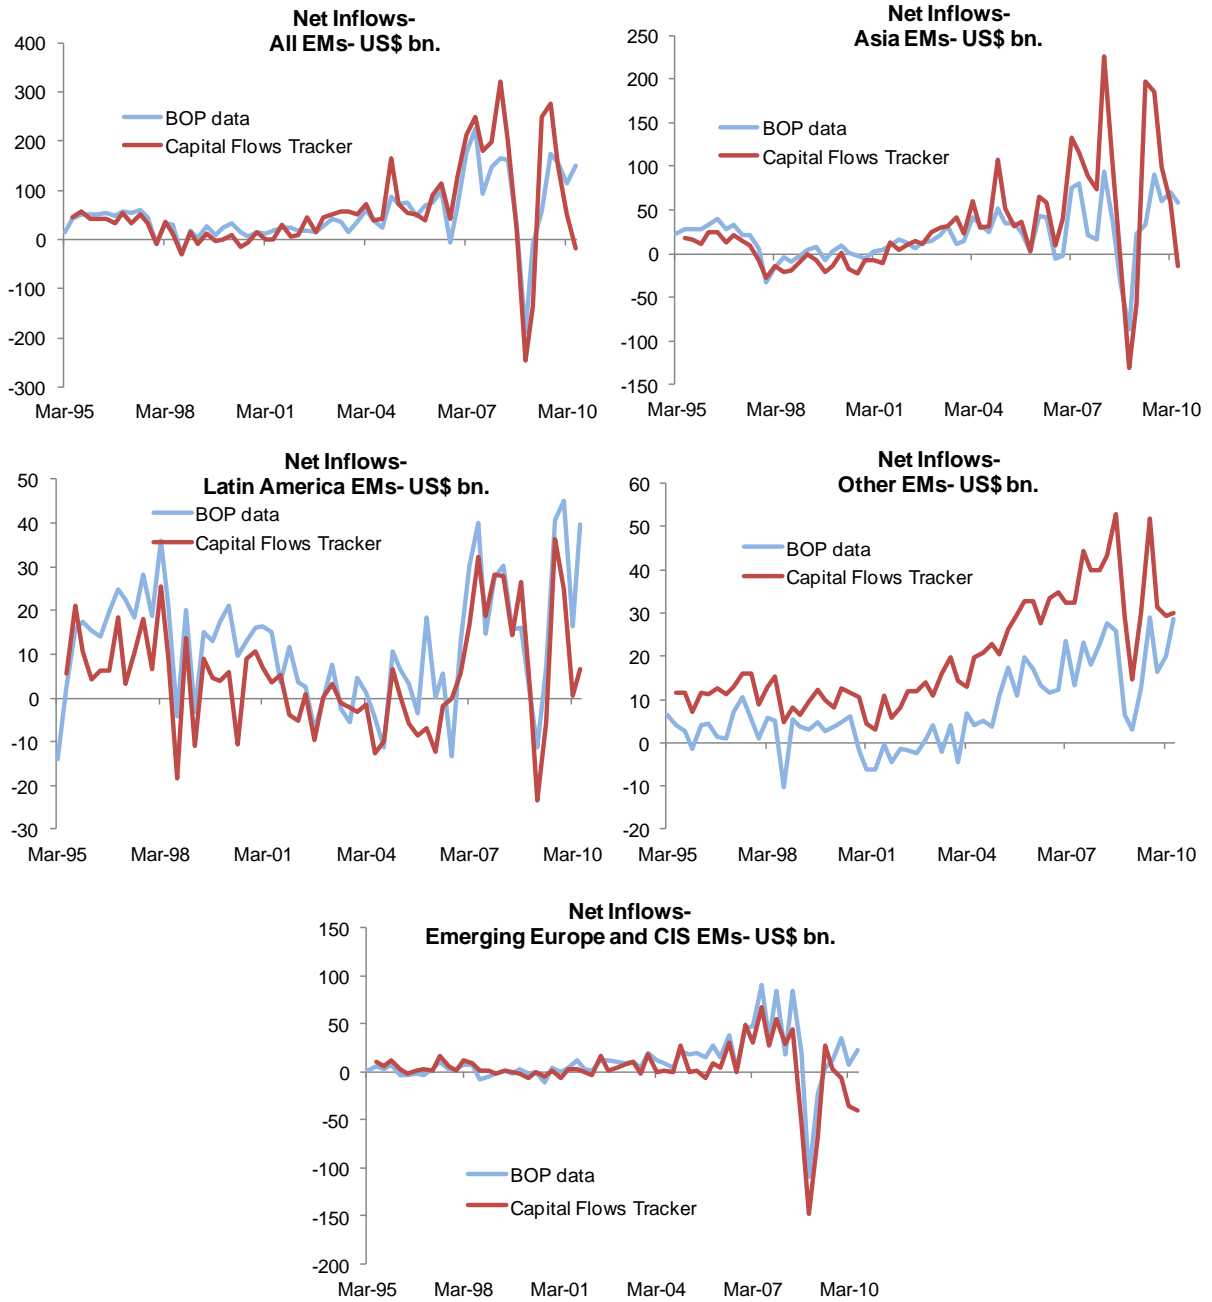 Net Inflows-
All EMs- US$ bn.
400
300
200
100
0
-100
-200
-300
BOP data
Capital Flows Tracker
Mar-95 Mar-98 Mar-01 Mar-04 Mar-07 Mar-10
Net Inflows-
Asia EMs- US$ bn.
250
200
150
100
50
0
-50
-100
-150
BOP data
Capital Flows Tracker
Mar-95 Mar-98 Mar-01 Mar-04 Mar-07 Mar-10
Net Inflows-
Latin America EMs- US$ bn.
50
40
30
20
10
0
-10
-20
-30
BOP data
Capital Flows Tracker
Mar-95 Mar-98 Mar-01 Mar-04 Mar-07 Mar-10
Net Inflows-
Other EMs- US$ bn.
60
50
40
30
20
10
0
-10
-20
BOP data
Capital Flows Tracker
Mar-95 Mar-98 Mar-01 Mar-04 Mar-07 Mar-10
Net Inflows-
Emerging Europe and CIS EMs- US$ bn.
150
100
50
0
-50
-100
-150
-200
BOP data
Capital Flows Tracker
Mar-95 Mar-98 Mar-01 Mar-04 Mar-07 Mar-10